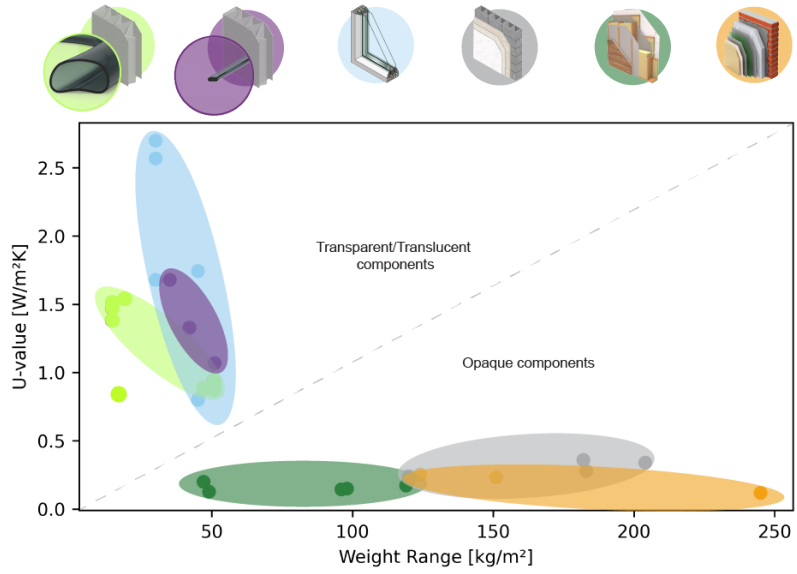 2.5
2.0
1.5
1.0
0.5
0.0
U-value [W/m²K]
Transparent/Translucent
components
Opaque components
50
100
150
200
250
Weight Range [kg/m²]